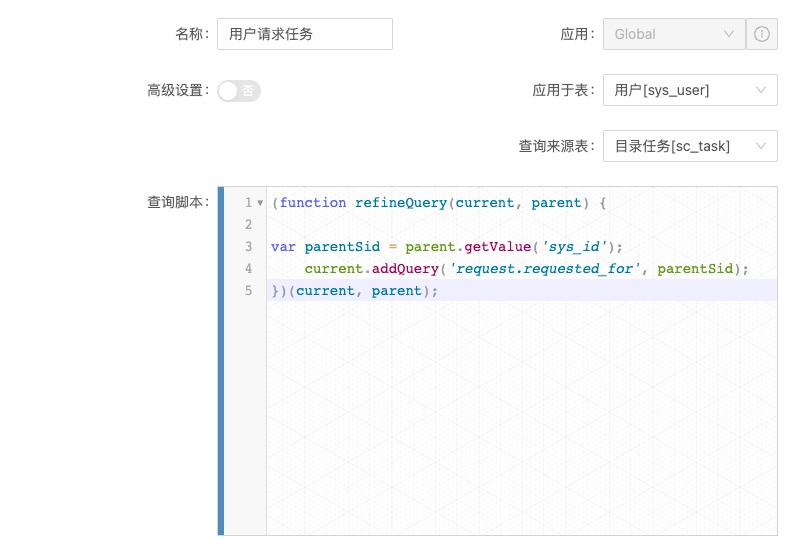 名称： 用户请求任务
应用： Global
高级设置： 否
应用于表： 用户[sys_user]
查询来源表： 目录任务[sc_task]
查询脚本：
1 (function refineQuery(current, parent) {
2
3 var parentSid = parent.getValue('sys_id');
4     current.addQuery('request.requested_for', parentSid);
5 })(current, parent);